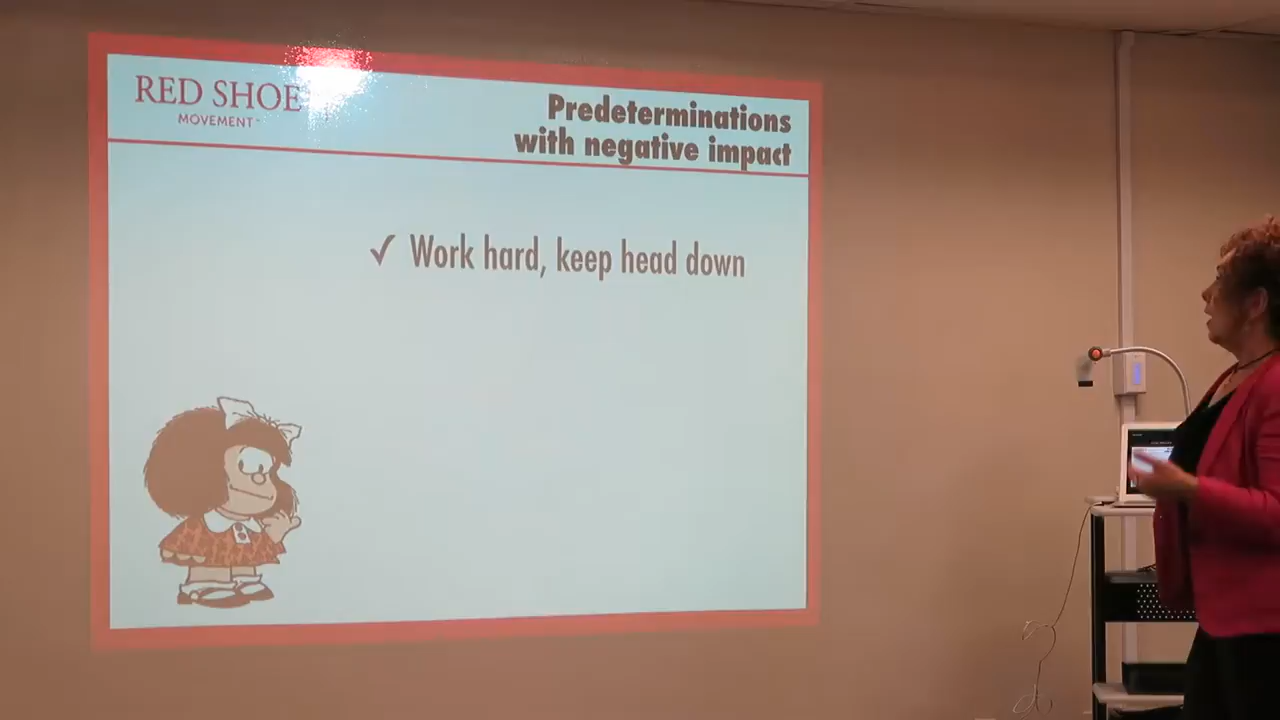 RED SHOE
MOVEMENT
Predeterminations
with negative impact
✓ Work hard, keep head down